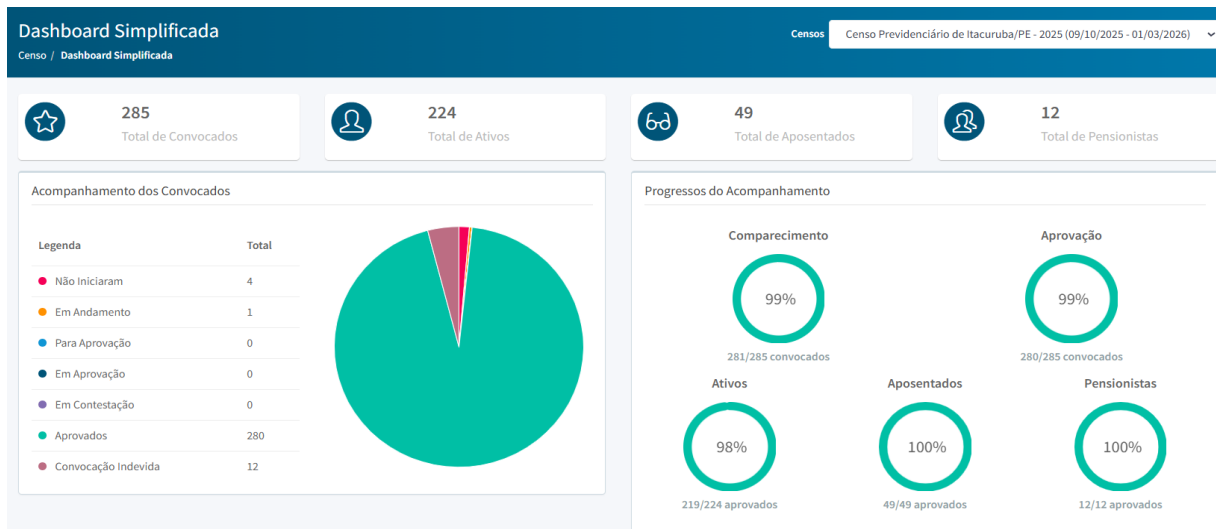 Dashboard Simplificada
Censo / Dashboard Simplificada
Censos
Censo Previdenciário de Itacuruba/PE - 2025 (09/10/2025 - 01/03/2026)
285
Total de Convocados
224
Total de Ativos
49
Total de Aposentados
12
Total de Pensionistas
Acompanhamento dos Convocados
Legenda Total
Não Iniciaram 4
Em Andamento 1
Para Aprovação 0
Em Aprovação 0
Em Contestação 0
Aprovados 280
Convocação Indevida 12
Progressos do Acompanhamento
Comparecimento
99%
281/285 convocados
Aprovação
99%
280/285 convocados
Ativos
98%
219/224 aprovados
Aposentados
100%
49/49 aprovados
Pensionistas
100%
12/12 aprovados